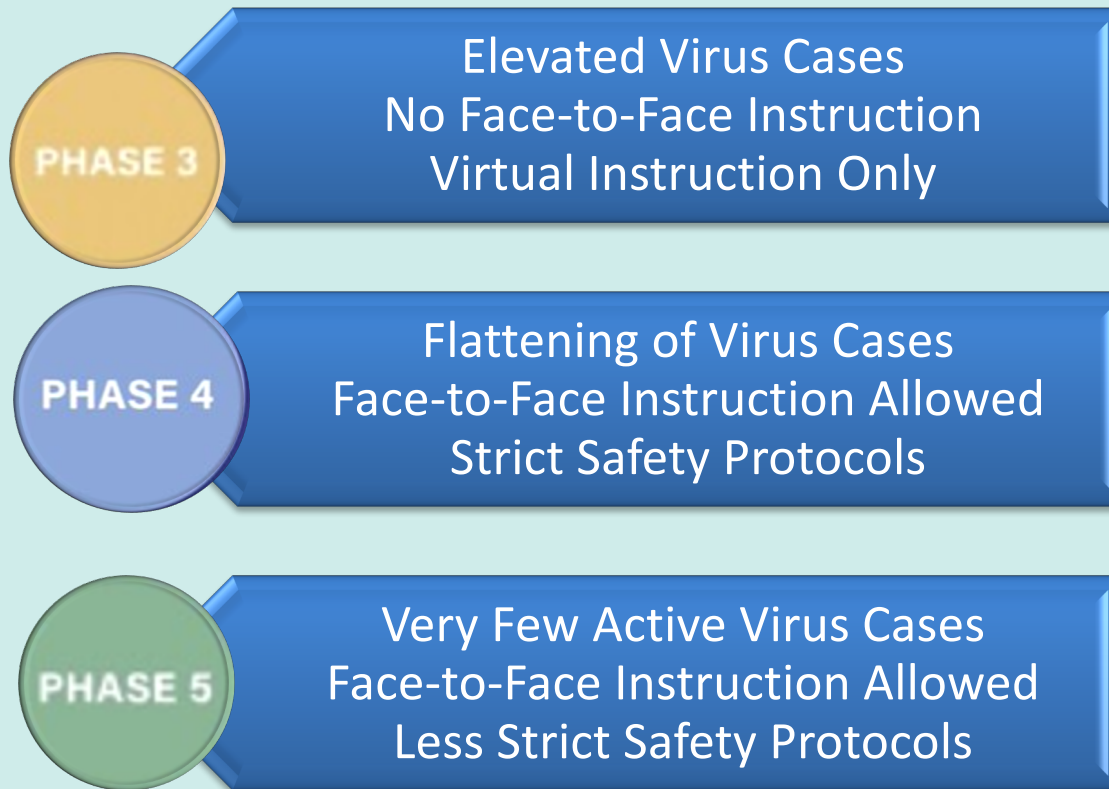 PHASE 3
Elevated Virus Cases
No Face-to-Face Instruction
Virtual Instruction Only
PHASE 4
Flattening of Virus Cases
Face-to-Face Instruction Allowed
Strict Safety Protocols
PHASE 5
Very Few Active Virus Cases
Face-to-Face Instruction Allowed
Less Strict Safety Protocols